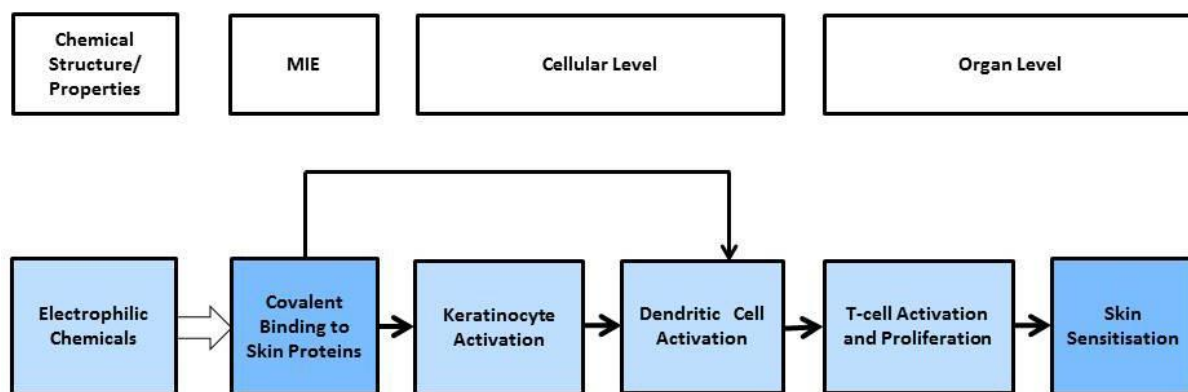 Chemical
Structure/
Properties
MIE
Cellular Level
Organ Level
Electrophilic
Chemicals
Covalent
Binding to
Skin Proteins
Keratinocyte
Activation
Dendritic Cell
Activation
T-cell Activation
and Proliferation
Skin
Sensitisation